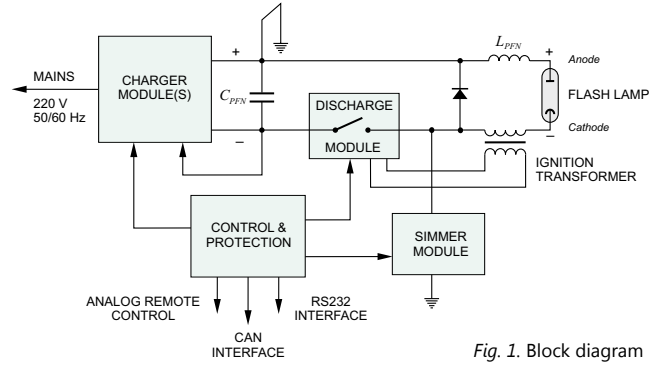 MAINS
220 V
50/60 Hz
CHARGER
MODULE(S)
+
−
C_PFN
DISCHARGE
MODULE
L_PFN
+
Anode
FLASH LAMP
Cathode
−
IGNITION
TRANSFORMER
CONTROL &
PROTECTION
SIMMER
MODULE
ANALOG REMOTE
CONTROL
CAN
INTERFACE
RS232
INTERFACE
Fig. 1. Block diagram